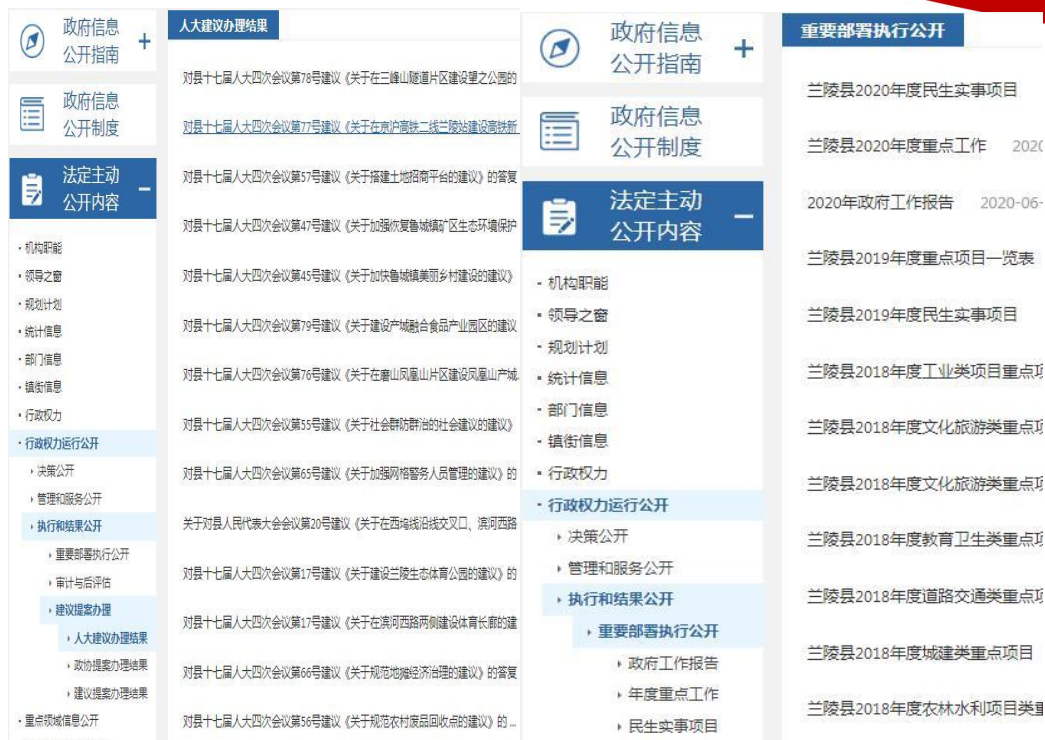 政府信息
公开指南
政府信息
公开制度
法定主动
公开内容
· 机构职能
· 领导之窗
· 规划计划
· 统计信息
· 部门信息
· 镇街信息
· 行政权力
· 行政权力运行公开
决策公开
管理和服务公开
执行和结果公开
重要部署执行公开
审计与后评估
建议提案办理
人大建议办理结果
政协提案办理结果
建议提案办理结果
· 重点领域信息公开
人大建议办理结果
对县十七届人大四次会议第78号建议《关于在三峰山隧道片区建设望之公园的
对县十七届人大四次会议第77号建议《关于在京沪高铁二线兰陵站建设高铁新
对县十七届人大四次会议第57号建议《关于搭建土地招商平台的建议》的答复
对县十七届人大四次会议第47号建议《关于加强恢复鲁城镇矿区生态环境保护
对县十七届人大四次会议第45号建议《关于加快鲁城镇美丽乡村建设的建议》
对县十七届人大四次会议第79号建议《关于建设产城融合食品产业园区的建议
对县十七届人大四次会议第76号建议《关于在磨山凤凰山片区建设凤凰山产城.
对县十七届人大四次会议第55号建议《关于社会群防群治的社会建议的建议》
对县十七届人大四次会议第65号建议《关于加强网格警务人员管理的建议》的
关于对县人民代表大会会议第20号建议《关于在西埝线沿线交叉口、滨河西路
对县十七届人大四次会议第17号建议《关于建设兰陵生态体育公园的建议》的
对县十七届人大四次会议第17号建议《关于在滨河西路两侧建设体育长廊的建
对县十七届人大四次会议第66号建议《关于规范地摊经济治理的建议》的答复
对县十七届人大四次会议第56号建议《关于规范农村废品回收点的建议》的 ...
政府信息
公开指南
政府信息
公开制度
法定主动
公开内容
· 机构职能
· 领导之窗
· 规划计划
· 统计信息
· 部门信息
· 镇街信息
· 行政权力
· 行政权力运行公开
决策公开
管理和服务公开
执行和结果公开
重要部署执行公开
政府工作报告
年度重点工作
民生实事项目
重要部署执行公开
兰陵县2020年度民生实事项目
兰陵县2020年度重点工作 2020
2020年政府工作报告 2020-06-
兰陵县2019年度重点项目一览表
兰陵县2019年度民生实事项目
兰陵县2018年度工业类项目重点项
兰陵县2018年度文化旅游类重点项
兰陵县2018年度文化旅游类重点项
兰陵县2018年度教育卫生类重点项
兰陵县2018年度道路交通类重点项
兰陵县2018年度城建类重点项目
兰陵县2018年度农林水利项目类重